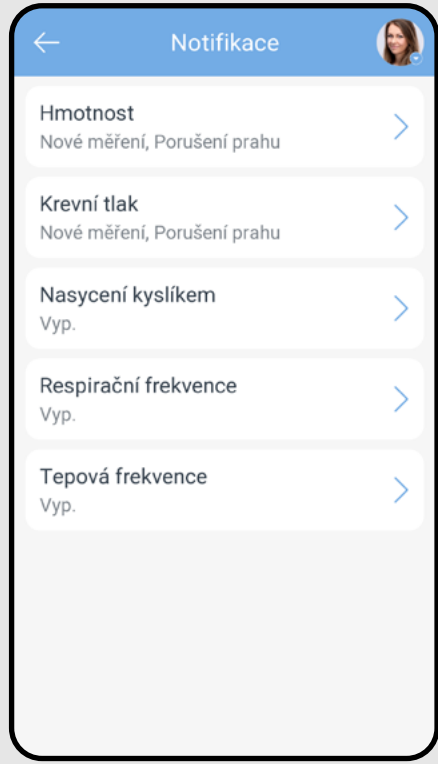 Notifikace
Hmotnost
Nové měření, Porušení prahu
Krevní tlak
Nové měření, Porušení prahu
Nasycení kyslíkem
Vyp.
Respirační frekvence
Vyp.
Tepová frekvence
Vyp.